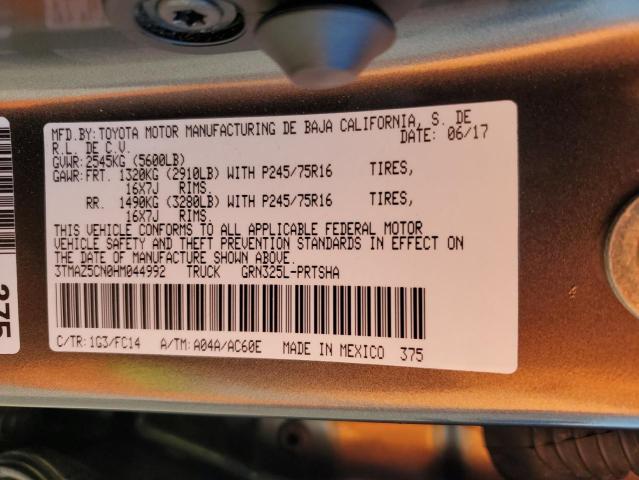 MFD. BY: TOYOTA MOTOR MANUFACTURING DE BAJA CALIFORNIA, S. DE
R.L. DE C.V. DATE: 06/17
GVWR: 2545KG (5600LB)
GAWR: FRT. 1320KG (2910LB) WITH P245/75R16 TIRES,
16X7J RIMS.
RR. 1490KG (3280LB) WITH P245/75R16 TIRES,
16X7J RIMS.
THIS VEHICLE CONFORMS TO ALL APPLICABLE FEDERAL MOTOR
VEHICLE SAFETY AND THEFT PREVENTION STANDARDS IN EFFECT ON
THE DATE OF MANUFACTURE SHOWN ABOVE.
3TMAZ5CN0HM044992 TRUCK GRN325L-PRTSHA
C/TR: 1G3/FC14 A/TM: A04A/AC60E MADE IN MEXICO 375
375